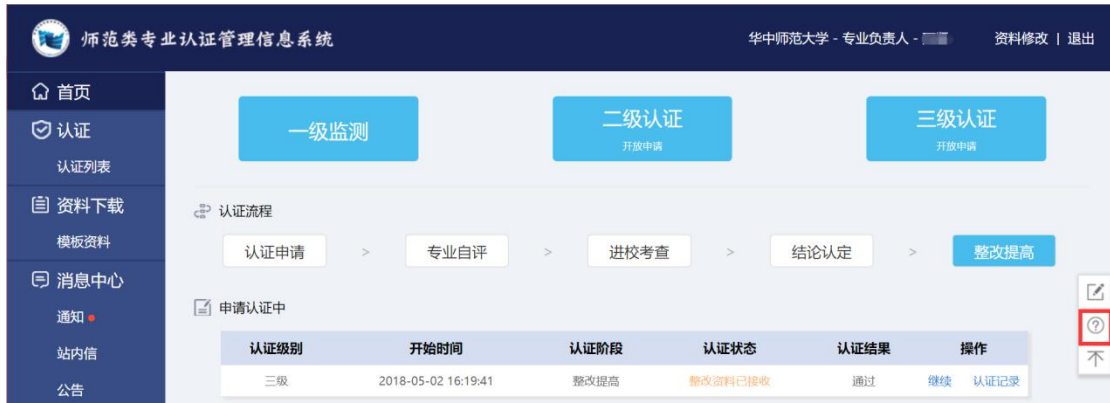 师范类专业认证管理信息系统
华中师范大学 - 专业负责人 -
资料修改 | 退出
首页
认证
认证列表
资料下载
模板资料
消息中心
通知
站内信
公告
一级监测
二级认证
开放申请
三级认证
开放申请
认证流程
认证申请 > 专业自评 > 进校考查 > 结论认定 > 整改提高
申请认证中
认证级别 开始时间 认证阶段 认证状态 认证结果 操作
三级 2018-05-02 16:19:41 整改提高 整改资料已接收 通过 继续 认证记录